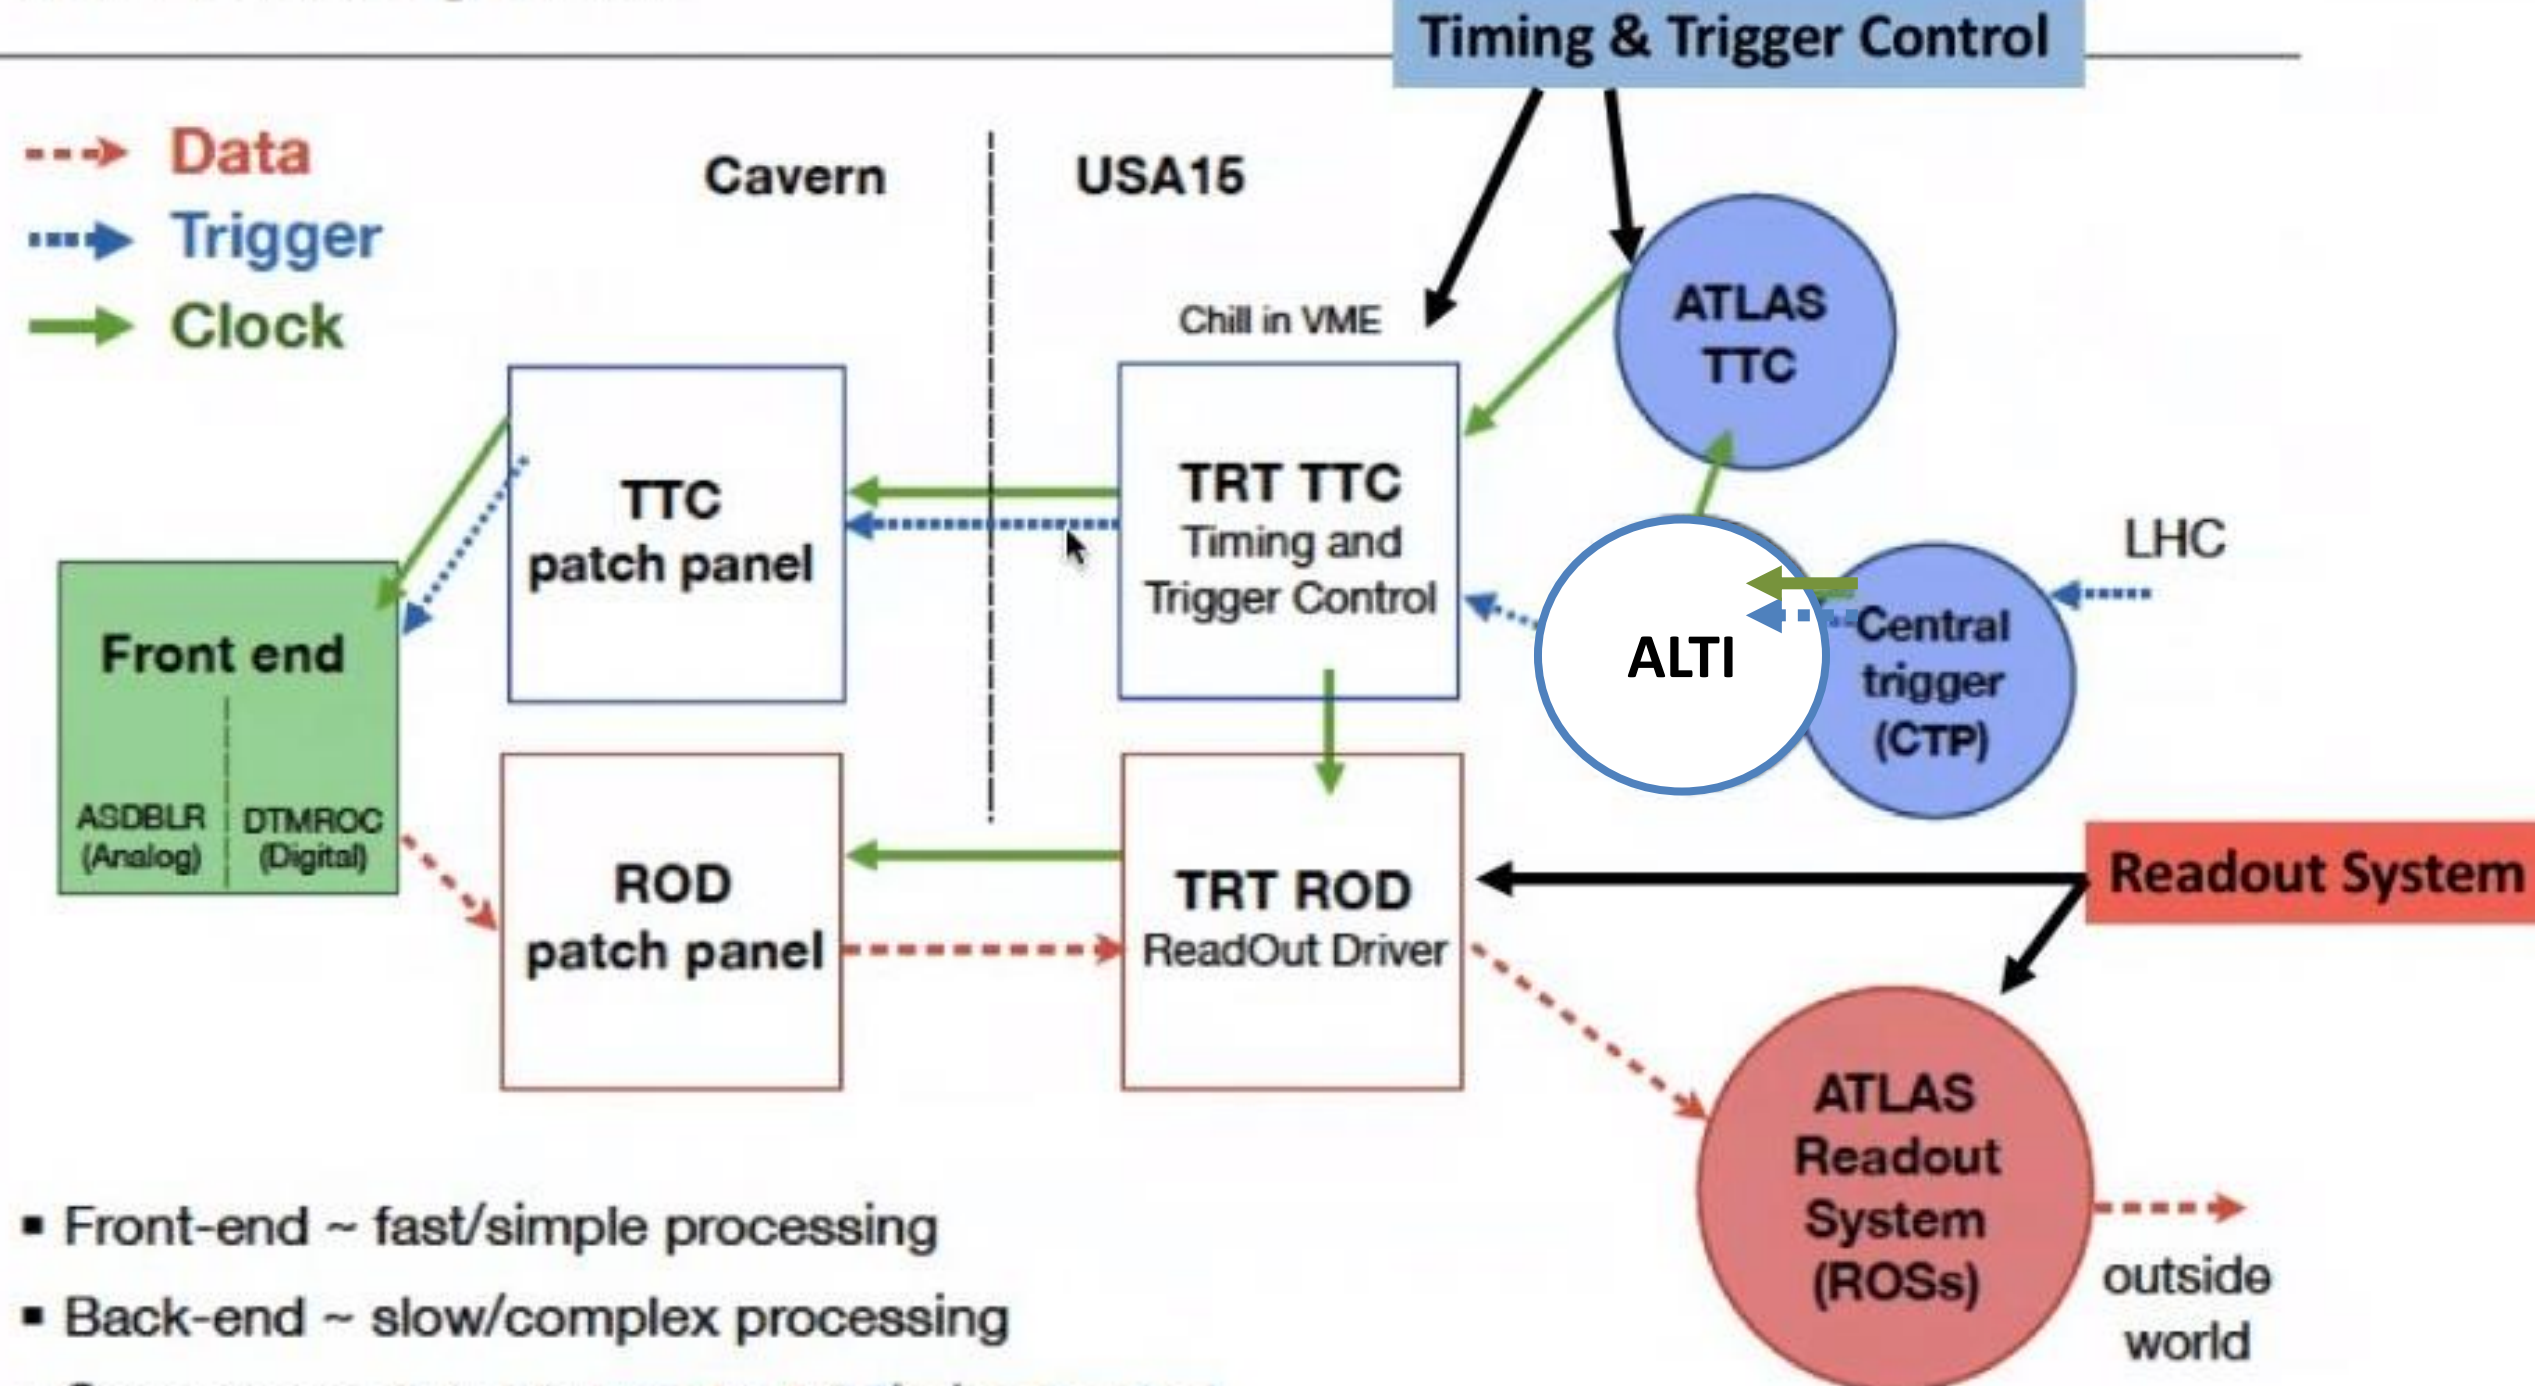 Timing & Trigger Control
Data
Trigger
Clock
Cavern
USA15
Chill in VME
ATLAS
TTC
TTC
patch panel
TRT TTC
Timing and
Trigger Control
ALTI
Central
trigger
(CTP)
LHC
Front end
ASDBLR
(Analog)
DTMROC
(Digital)
ROD
patch panel
TRT ROD
ReadOut Driver
Readout System
ATLAS
Readout
System
(ROSs)
outside
world
▪ Front-end ~ fast/simple processing
▪ Back-end ~ slow/complex processing